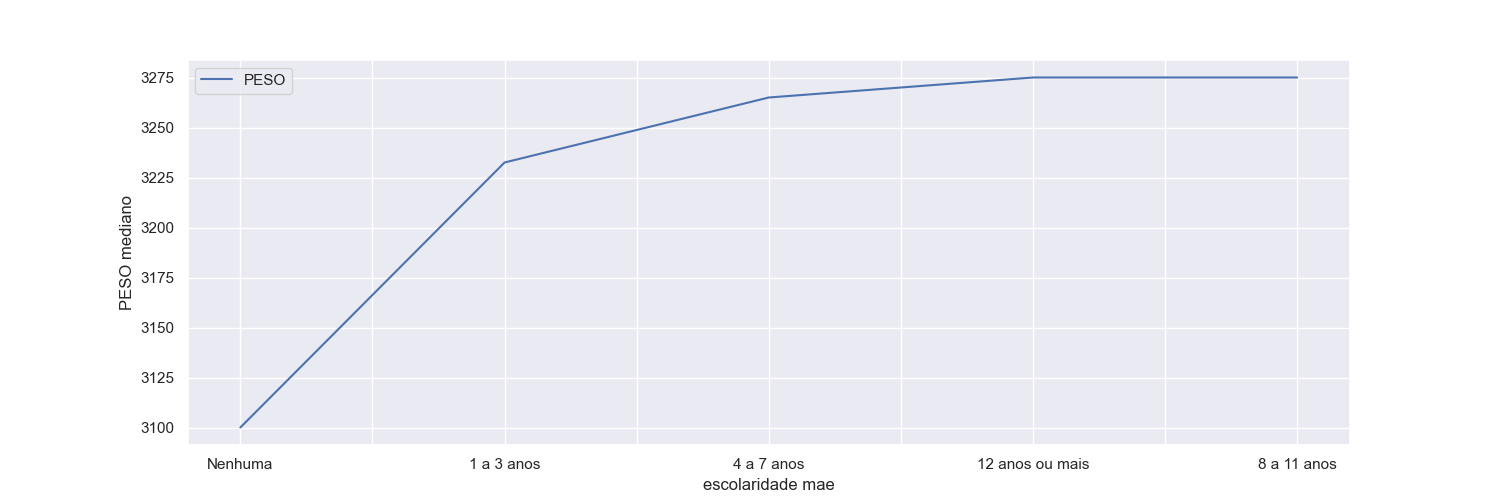 PESO
3275
3250
3225
3200
3175
3150
3125
3100
PESO mediano
Nenhuma 1 a 3 anos 4 a 7 anos 12 anos ou mais 8 a 11 anos
escolaridade mae